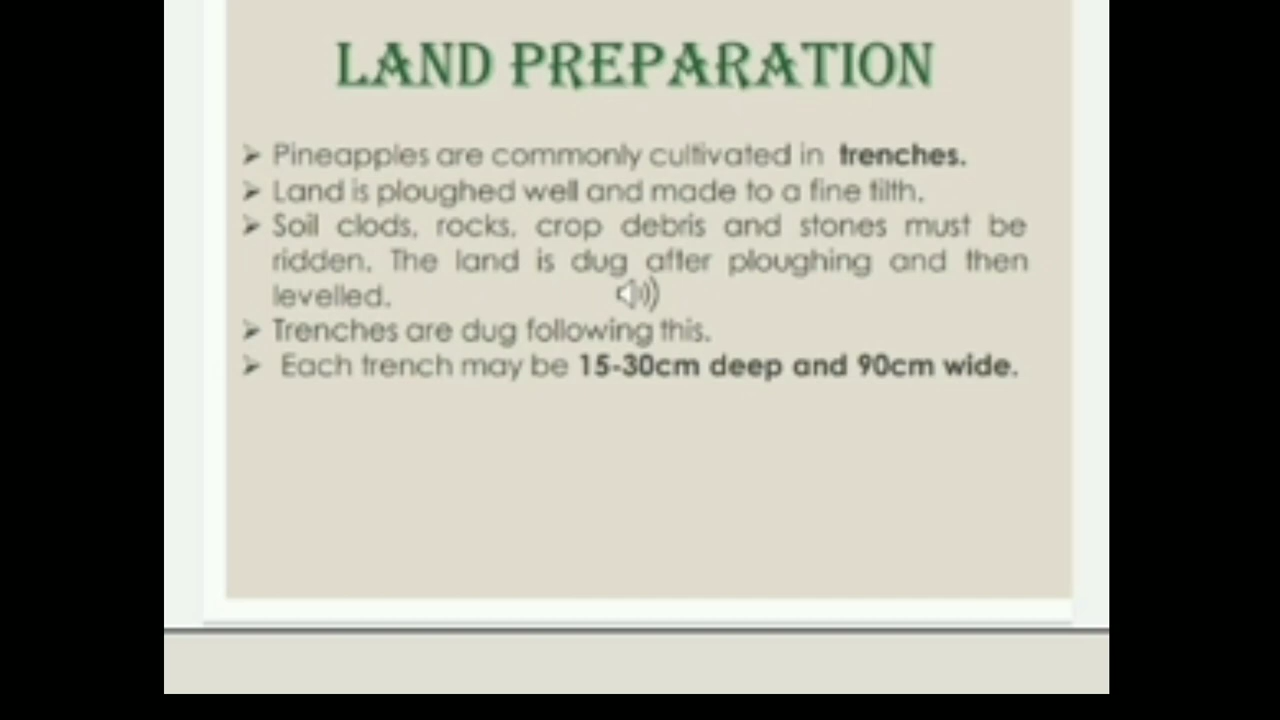 LAND PREPARATION
➢ Pineapples are commonly cultivated in trenches.
➢ Land is ploughed well and made to a fine tilth.
➢ Soil clods, rocks, crop debris and stones must be
ridden. The land is dug after ploughing and then
levelled.
➢ Trenches are dug following this.
➢ Each trench may be 15-30cm deep and 90cm wide.